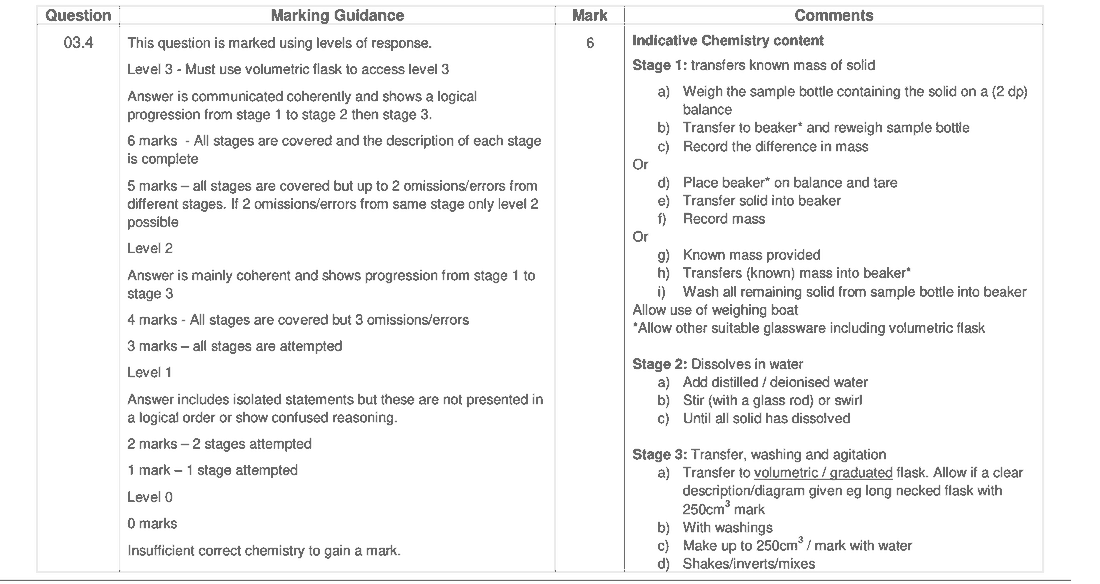 Question Marking Guidance Mark Comments
03.4
This question is marked using levels of response.
Level 3 - Must use volumetric flask to access level 3
Answer is communicated coherently and shows a logical
progression from stage 1 to stage 2 then stage 3.
6 marks - All stages are covered and the description of each stage
is complete
5 marks – all stages are covered but up to 2 omissions/errors from
different stages. If 2 omissions/errors from same stage only level 2
possible
Level 2
Answer is mainly coherent and shows progression from stage 1 to
stage 3
4 marks - All stages are covered but 3 omissions/errors
3 marks – all stages are attempted
Level 1
Answer includes isolated statements but these are not presented in
a logical order or show confused reasoning.
2 marks – 2 stages attempted
1 mark – 1 stage attempted
Level 0
0 marks
Insufficient correct chemistry to gain a mark.
6
Indicative Chemistry content
Stage 1: transfers known mass of solid
a) Weigh the sample bottle containing the solid on a (2 dp)
balance
b) Transfer to beaker* and reweigh sample bottle
c) Record the difference in mass
Or
d) Place beaker* on balance and tare
e) Transfer solid into beaker
f) Record mass
Or
g) Known mass provided
h) Transfers (known) mass into beaker*
i) Wash all remaining solid from sample bottle into beaker
Allow use of weighing boat
*Allow other suitable glassware including volumetric flask
Stage 2: Dissolves in water
a) Add distilled / deionised water
b) Stir (with a glass rod) or swirl
c) Until all solid has dissolved
Stage 3: Transfer, washing and agitation
a) Transfer to volumetric / graduated flask. Allow if a clear
description/diagram given eg long necked flask with
250cm³ mark
b) With washings
c) Make up to 250cm³ / mark with water
d) Shakes/inverts/mixes